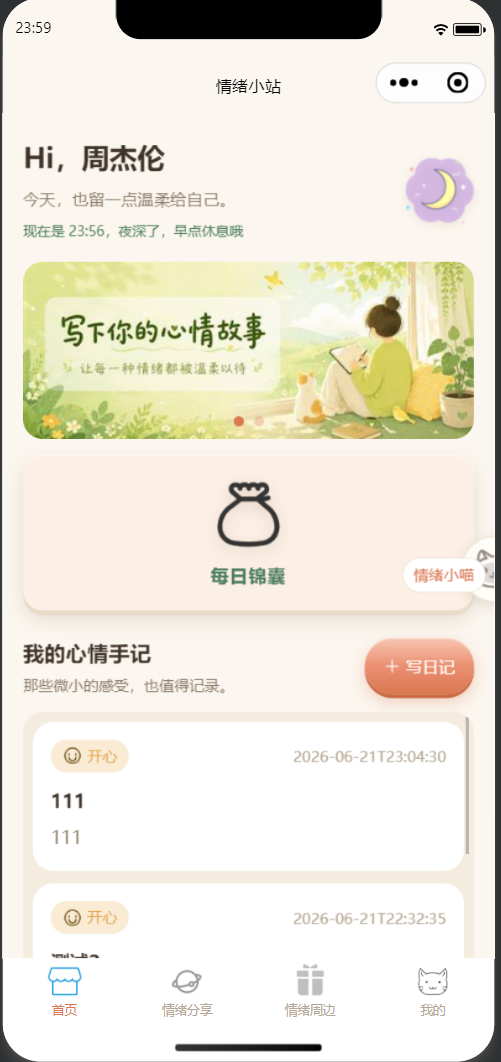 23:59
情绪小站
Hi，周杰伦
今天，也留一点温柔给自己。
现在是 23:56，夜深了，早点休息哦
写下你的心情故事
让每一种情绪都被温柔以待
每日锦囊
情绪小喵
我的心情手记
那些微小的感受，也值得记录。
+ 写日记
开心
2026-06-21T23:04:30
111
111
开心
2026-06-21T22:32:35
首页
情绪分享
情绪周边
我的